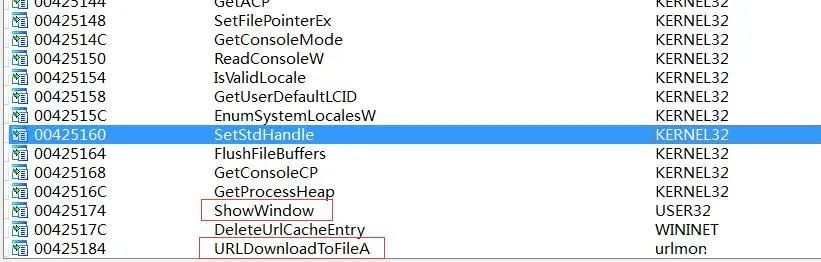 00425144 GetACP KERNEL32
00425148 SetFilePointerEx KERNEL32
0042514C GetConsoleMode KERNEL32
00425150 ReadConsoleW KERNEL32
00425154 IsValidLocale KERNEL32
00425158 GetUserDefaultLCID KERNEL32
0042515C EnumSystemLocalesW KERNEL32
00425160 SetStdHandle KERNEL32
00425164 FlushFileBuffers KERNEL32
00425168 GetConsoleCP KERNEL32
0042516C GetProcessHeap KERNEL32
00425174 ShowWindow USER32
0042517C DeleteUrlCacheEntry WININET
00425184 URLDownloadToFileA urlmon